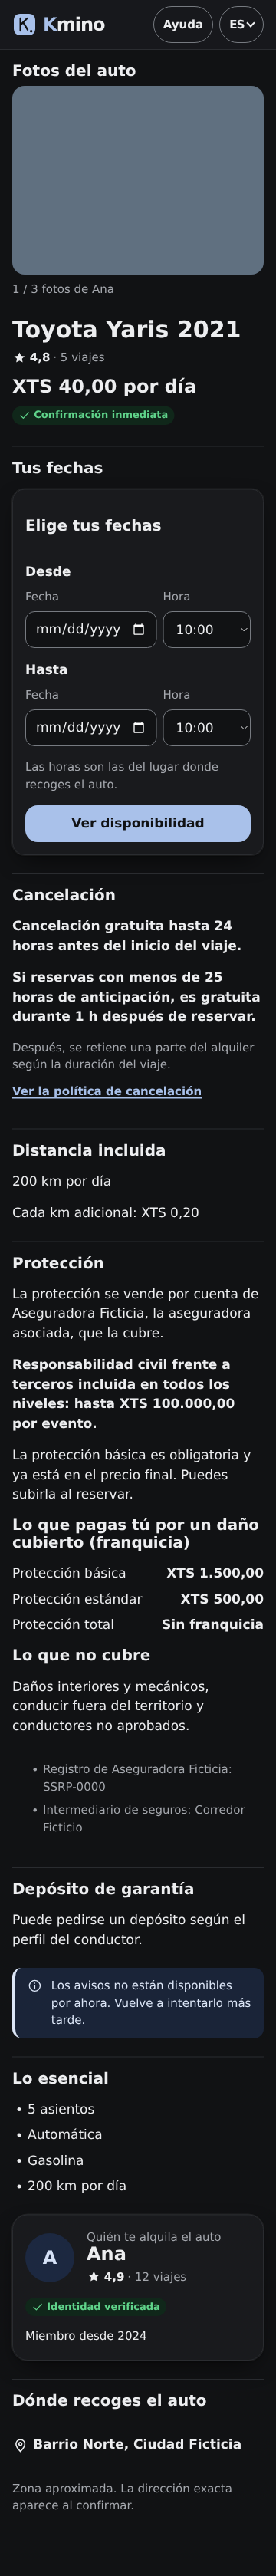 K Kmino Ayuda ES
Fotos del auto
1 / 3 fotos de Ana
Toyota Yaris 2021
★ 4,8 · 5 viajes
XTS 40,00 por día
✓ Confirmación inmediata
Tus fechas
Elige tus fechas
Desde
Fecha Hora
mm/dd/yyyy 10:00
Hasta
Fecha Hora
mm/dd/yyyy 10:00
Las horas son las del lugar donde
recoges el auto.
Ver disponibilidad
Cancelación
Cancelación gratuita hasta 24
horas antes del inicio del viaje.
Si reservas con menos de 25
horas de anticipación, es gratuita
durante 1 h después de reservar.
Después, se retiene una parte del alquiler
según la duración del viaje.
Ver la política de cancelación
Distancia incluida
200 km por día
Cada km adicional: XTS 0,20
Protección
La protección se vende por cuenta de
Aseguradora Ficticia, la aseguradora
asociada, que la cubre.
Responsabilidad civil frente a
terceros incluida en todos los
niveles: hasta XTS 100.000,00
por evento.
La protección básica es obligatoria y
ya está en el precio final. Puedes
subirla al reservar.
Lo que pagas tú por un daño
cubierto (franquicia)
Protección básica XTS 1.500,00
Protección estándar XTS 500,00
Protección total Sin franquicia
Lo que no cubre
Daños interiores y mecánicos,
conducir fuera del territorio y
conductores no aprobados.
• Registro de Aseguradora Ficticia:
SSRP-0000
• Intermediario de seguros: Corredor
Ficticio
Depósito de garantía
Puede pedirse un depósito según el
perfil del conductor.
Los avisos no están disponibles
por ahora. Vuelve a intentarlo más
tarde.
Lo esencial
• 5 asientos
• Automática
• Gasolina
• 200 km por día
Quién te alquila el auto
A Ana
★ 4,9 · 12 viajes
✓ Identidad verificada
Miembro desde 2024
Dónde recoges el auto
Barrio Norte, Ciudad Ficticia
Zona aproximada. La dirección exacta
aparece al confirmar.